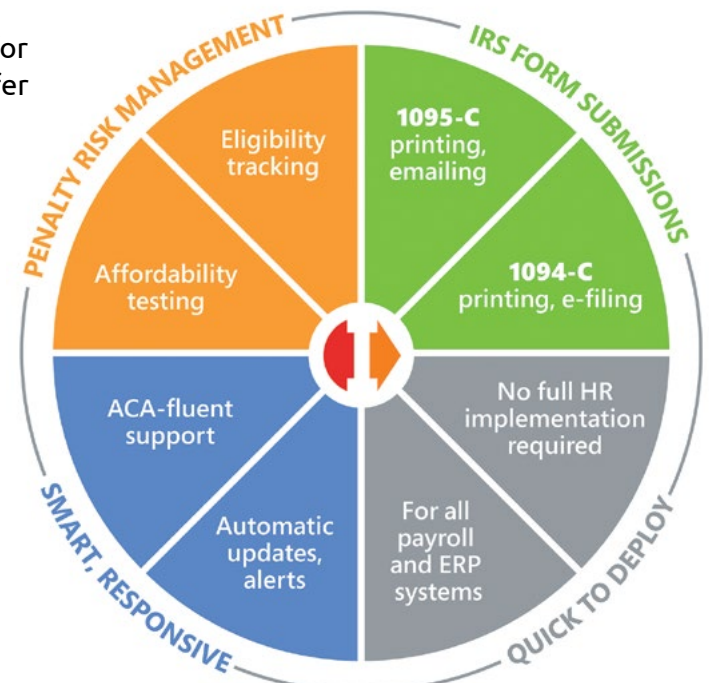 or
fer
PENALTY RISK MANAGEMENT
IRS FORM SUBMISSIONS
Eligibility
tracking
1095-C
printing,
emailing
Affordability
testing
1094-C
printing, e-filing
ACA-fluent
support
No full HR
implementation
required
Automatic
updates,
alerts
For all
payroll
and ERP
systems
SMART, RESPONSIVE
QUICK TO DEPLOY